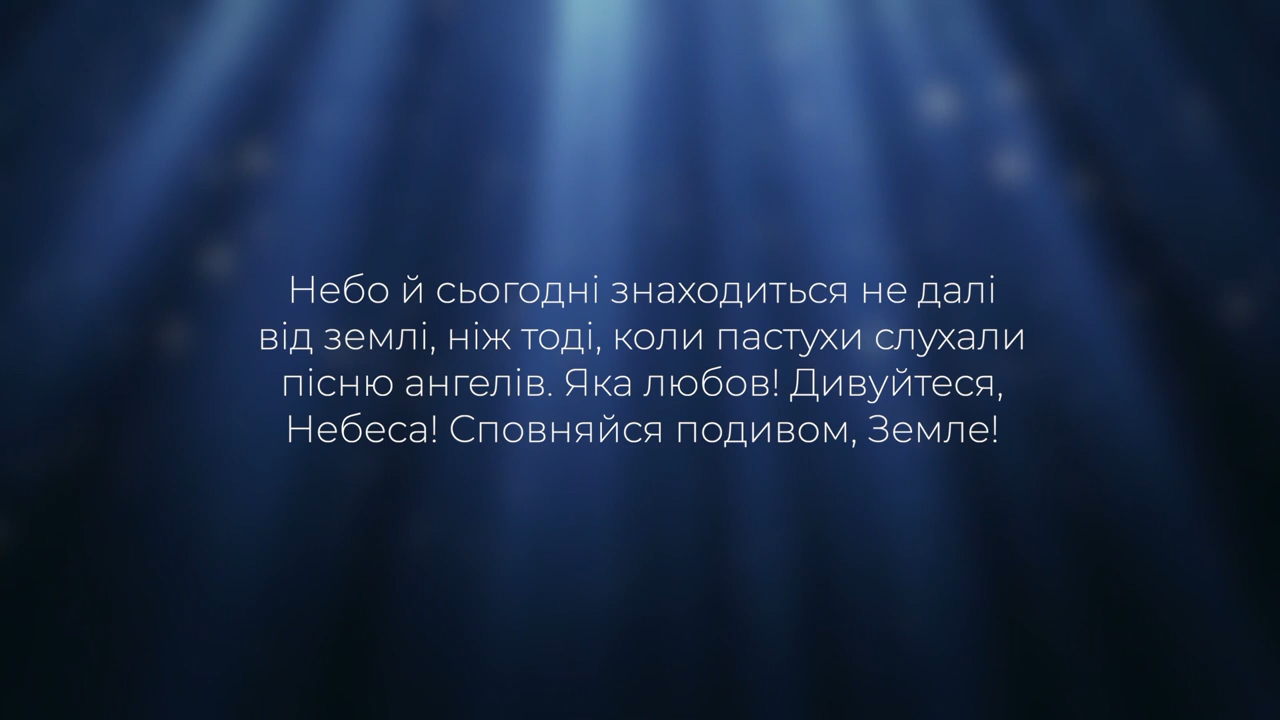 Небо й сьогодні знаходиться не далі
від землі, ніж тоді, коли пастухи слухали
пісню ангелів. Яка любов! Дивуйтеся,
Небеса! Сповняйся подивом, Земле!